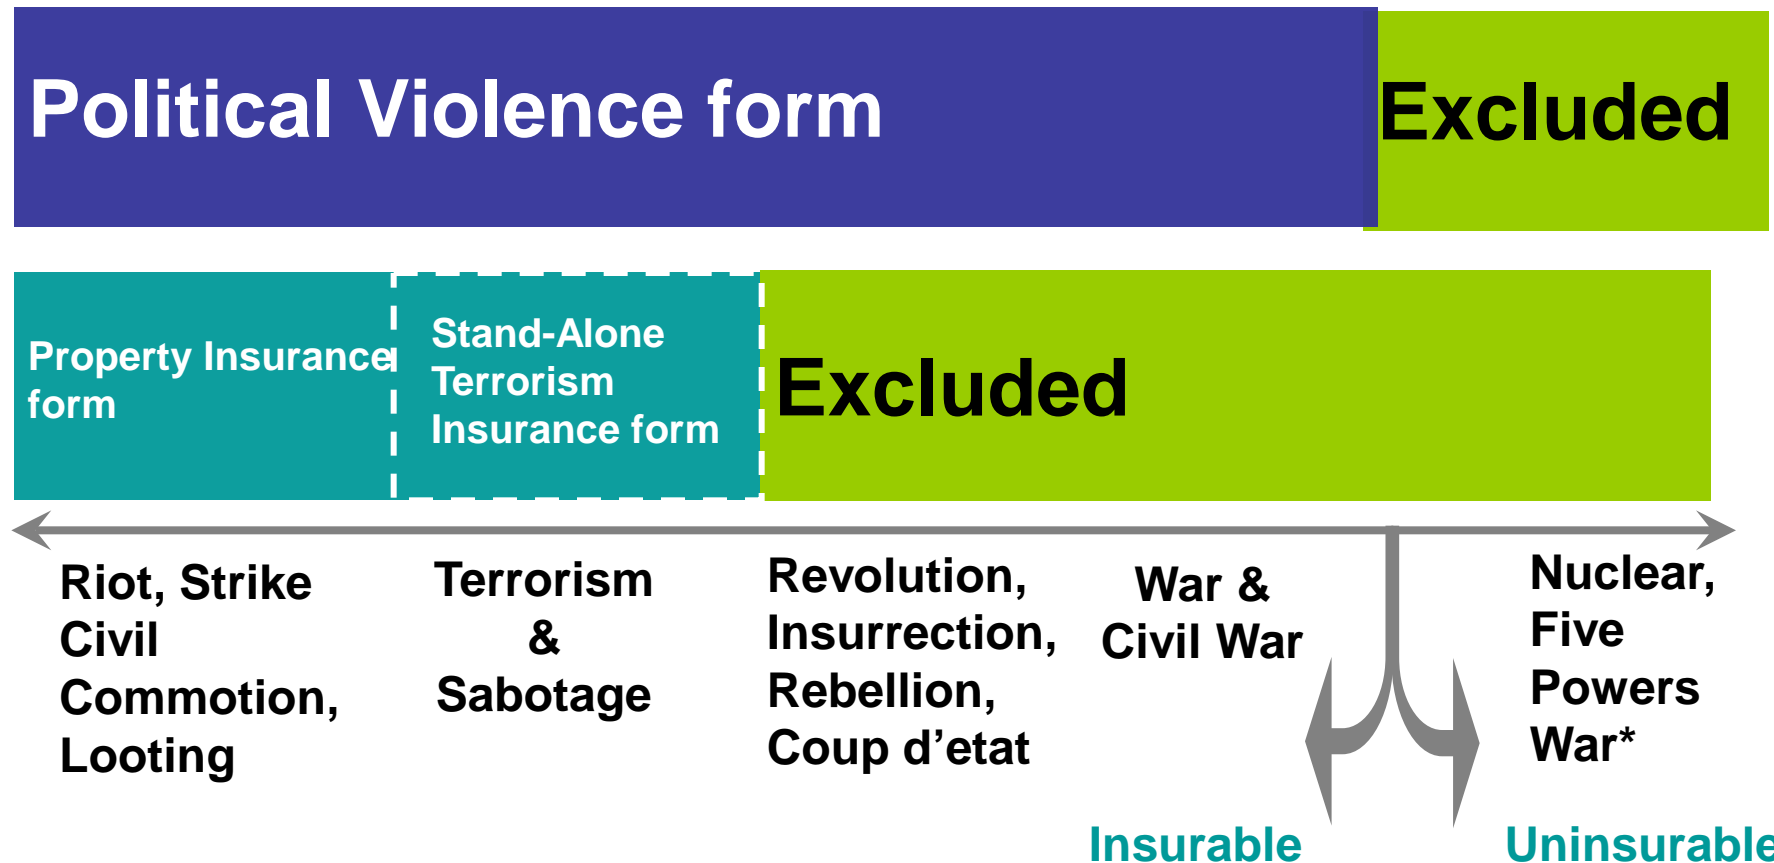 Political Violence form
Excluded
Property Insurance
form
Stand-Alone
Terrorism
Insurance form
Excluded
Riot, Strike
Civil
Commotion,
Looting
Terrorism
&
Sabotage
Revolution,
Insurrection,
Rebellion,
Coup d’etat
War &
Civil War
Nuclear,
Five
Powers
War*
Insurable
Uninsurable